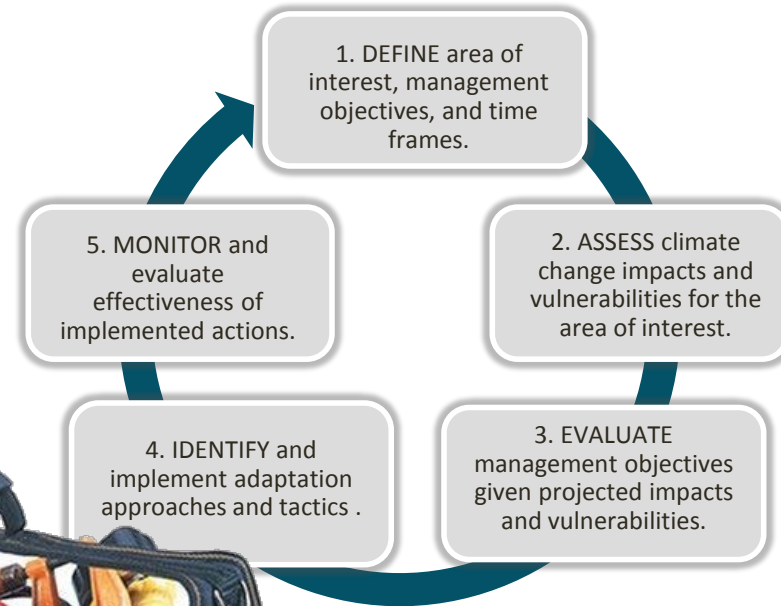 1. DEFINE area of
interest, management
objectives, and time
frames.
2. ASSESS climate
change impacts and
vulnerabilities for the
area of interest.
3. EVALUATE
management objectives
given projected impacts
and vulnerabilities.
4. IDENTIFY and
implement adaptation
approaches and tactics .
5. MONITOR and
evaluate
effectiveness of
implemented actions.